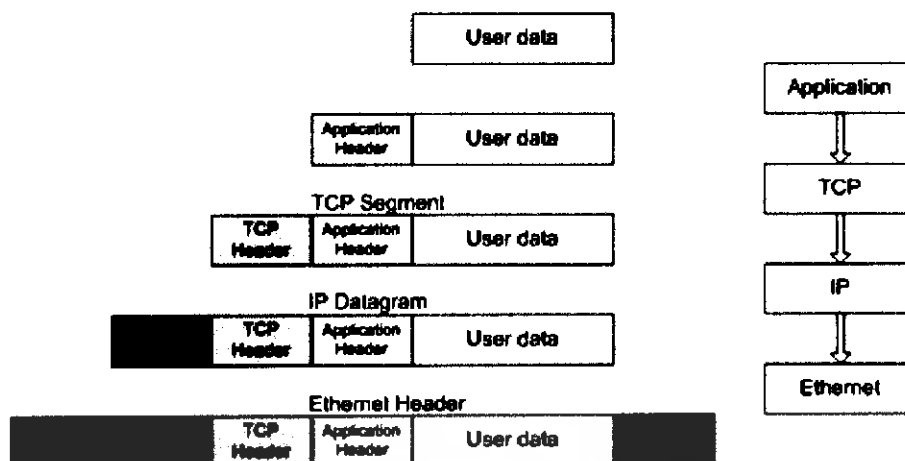 User data
Application
Application Header
User data
TCP Segment
TCP
TCP Header
Application Header
User data
IP Datagram
IP
TCP Header
Application Header
User data
Ethernet
Ethernet Header
TCP Header
Application Header
User data